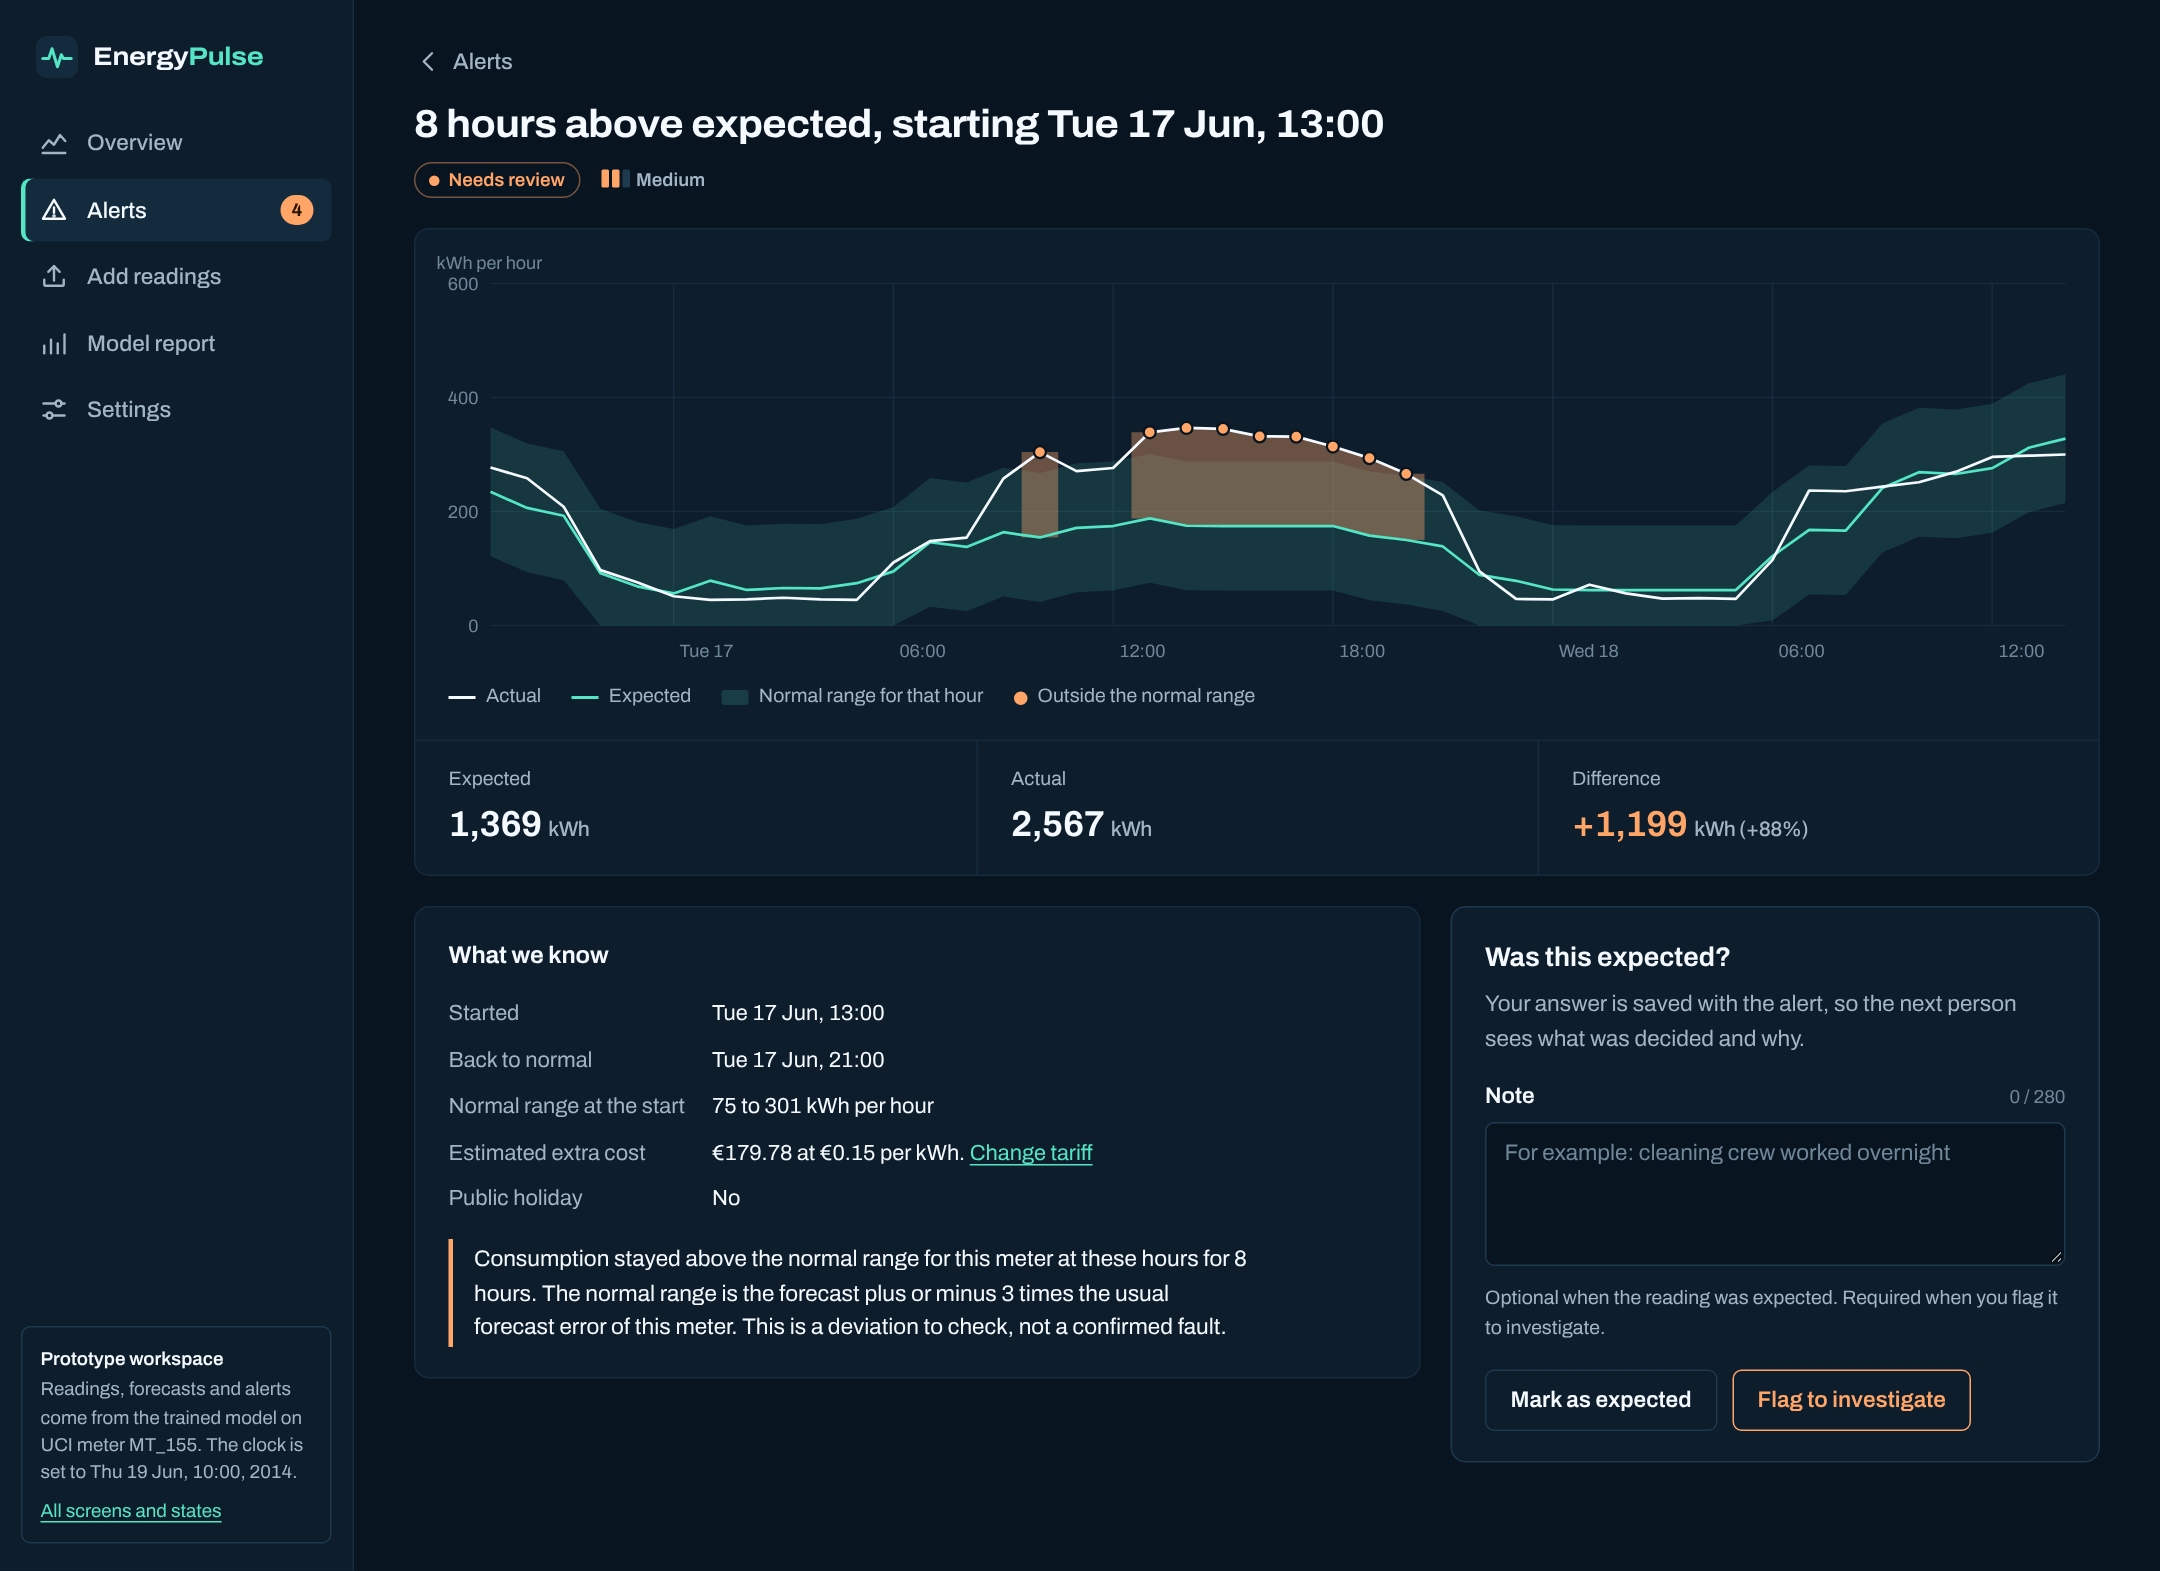 EnergyPulse
Overview
Alerts
4
Add readings
Model report
Settings
Prototype workspace
Readings, forecasts and alerts
come from the trained model on
UCI meter MT_155. The clock is
set to Thu 19 Jun, 10:00, 2014.
All screens and states
Alerts
8 hours above expected, starting Tue 17 Jun, 13:00
Needs review
Medium
kWh per hour
600
400
200
0
Tue 17
06:00
12:00
18:00
Wed 18
06:00
12:00
Actual
Expected
Normal range for that hour
Outside the normal range
Expected
1,369 kWh
Actual
2,567 kWh
Difference
+1,199 kWh (+88%)
What we know
Started
Tue 17 Jun, 13:00
Back to normal
Tue 17 Jun, 21:00
Normal range at the start
75 to 301 kWh per hour
Estimated extra cost
€179.78 at €0.15 per kWh. Change tariff
Public holiday
No
Consumption stayed above the normal range for this meter at these hours for 8
hours. The normal range is the forecast plus or minus 3 times the usual
forecast error of this meter. This is a deviation to check, not a confirmed fault.
Was this expected?
Your answer is saved with the alert, so the next person
sees what was decided and why.
Note
0 / 280
For example: cleaning crew worked overnight
Optional when the reading was expected. Required when you flag it
to investigate.
Mark as expected
Flag to investigate